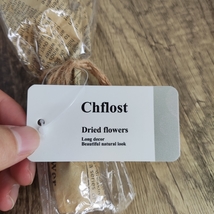 Chflost
Dried flowers
Long decor
Beautiful natural look